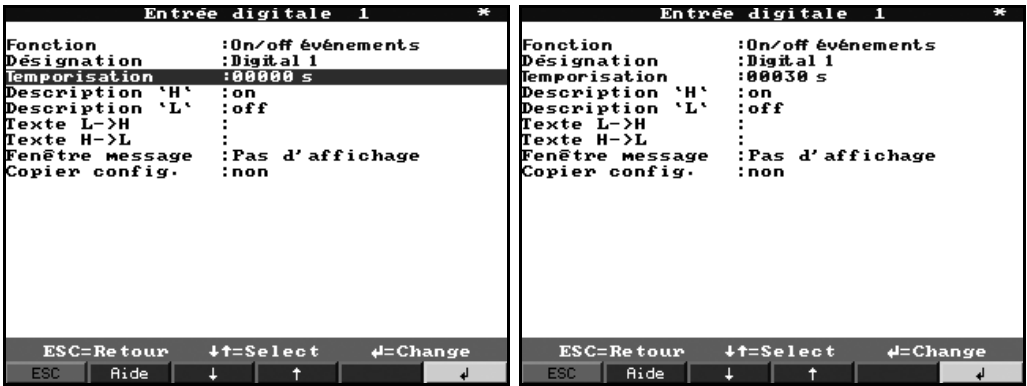 Entrée digitale 1 *
Fonction :On/off événements
Désignation :Digital 1
Temporisation :00000 s
Description `H` :on
Description `L` :off
Texte L->H :
Texte H->L :
Fenêtre message :Pas d'affichage
Copier config. :non
ESC=Retour ↓↑=Select ↲=Change
ESC Aide ↓ ↑ ↲
Entrée digitale 1 *
Fonction :On/off événements
Désignation :Digital 1
Temporisation :00030 s
Description `H` :on
Description `L` :off
Texte L->H :
Texte H->L :
Fenêtre message :Pas d'affichage
Copier config. :non
ESC=Retour ↓↑=Select ↲=Change
ESC Aide ↓ ↑ ↲